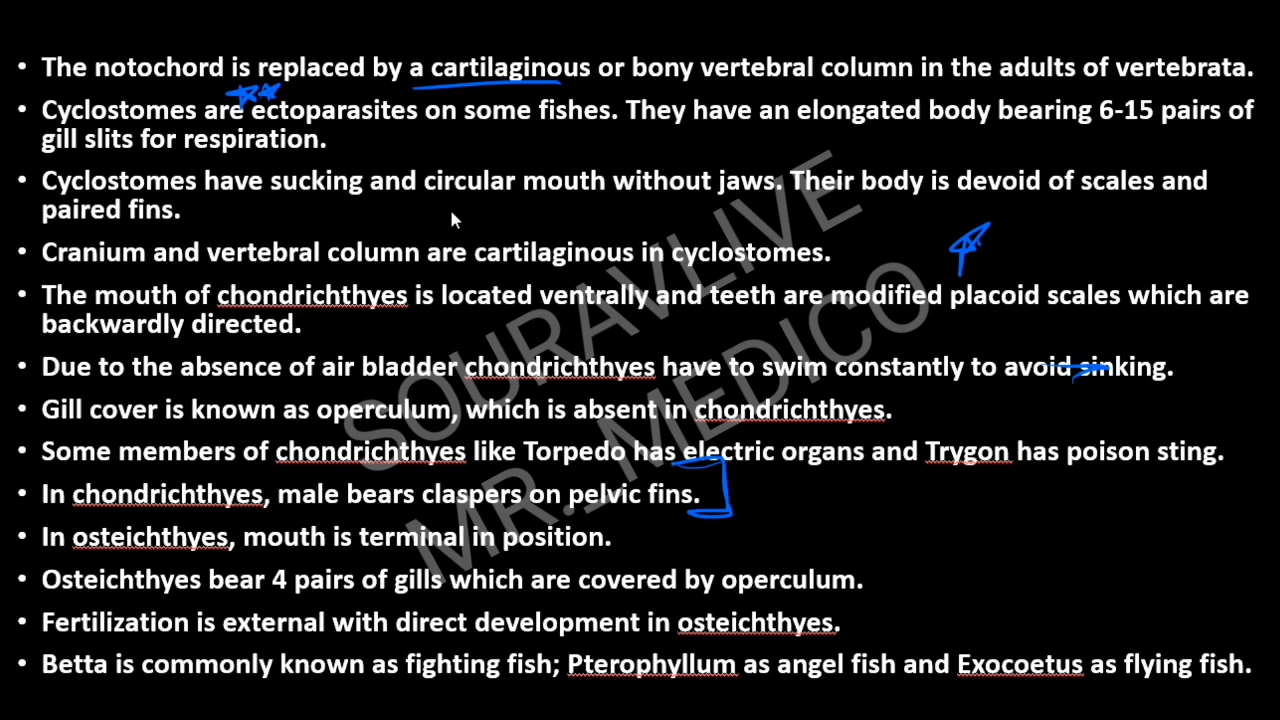 • The notochord is replaced by a cartilaginous or bony vertebral column in the adults of vertebrata.
• Cyclostomes are ectoparasites on some fishes. They have an elongated body bearing 6-15 pairs of
gill slits for respiration.
• Cyclostomes have sucking and circular mouth without jaws. Their body is devoid of scales and
paired fins.
• Cranium and vertebral column are cartilaginous in cyclostomes.
• The mouth of chondrichthyes is located ventrally and teeth are modified placoid scales which are
backwardly directed.
• Due to the absence of air bladder chondrichthyes have to swim constantly to avoid sinking.
• Gill cover is known as operculum, which is absent in chondrichthyes.
• Some members of chondrichthyes like Torpedo has electric organs and Trygon has poison sting.
• In chondrichthyes, male bears claspers on pelvic fins.
• In osteichthyes, mouth is terminal in position.
• Osteichthyes bear 4 pairs of gills which are covered by operculum.
• Fertilization is external with direct development in osteichthyes.
• Betta is commonly known as fighting fish; Pterophyllum as angel fish and Exocoetus as flying fish.
SOURAVLIVE
MR._MEDICO